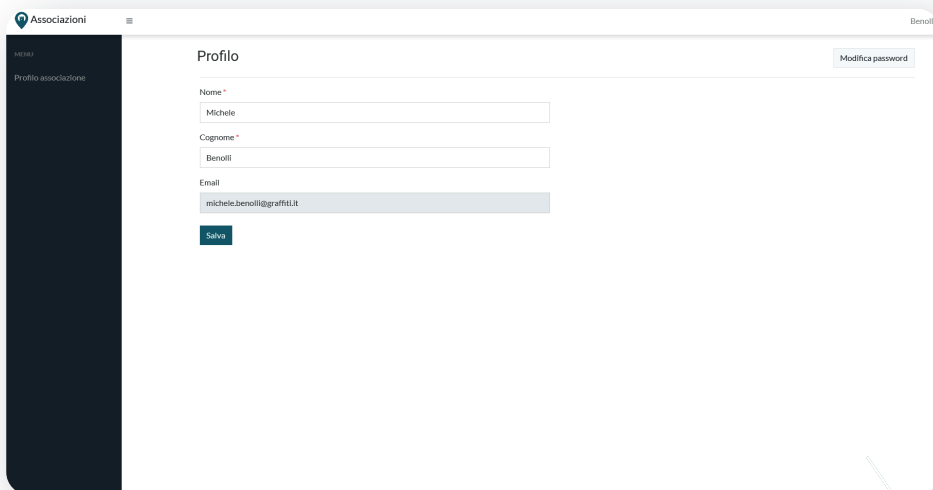 Associazioni
Benoll
MENU
Profilo associazione
Profilo
Modifica password
Nome *
Michele
Cognome *
Benolli
Email
michele.benolli@graffiti.it
Salva